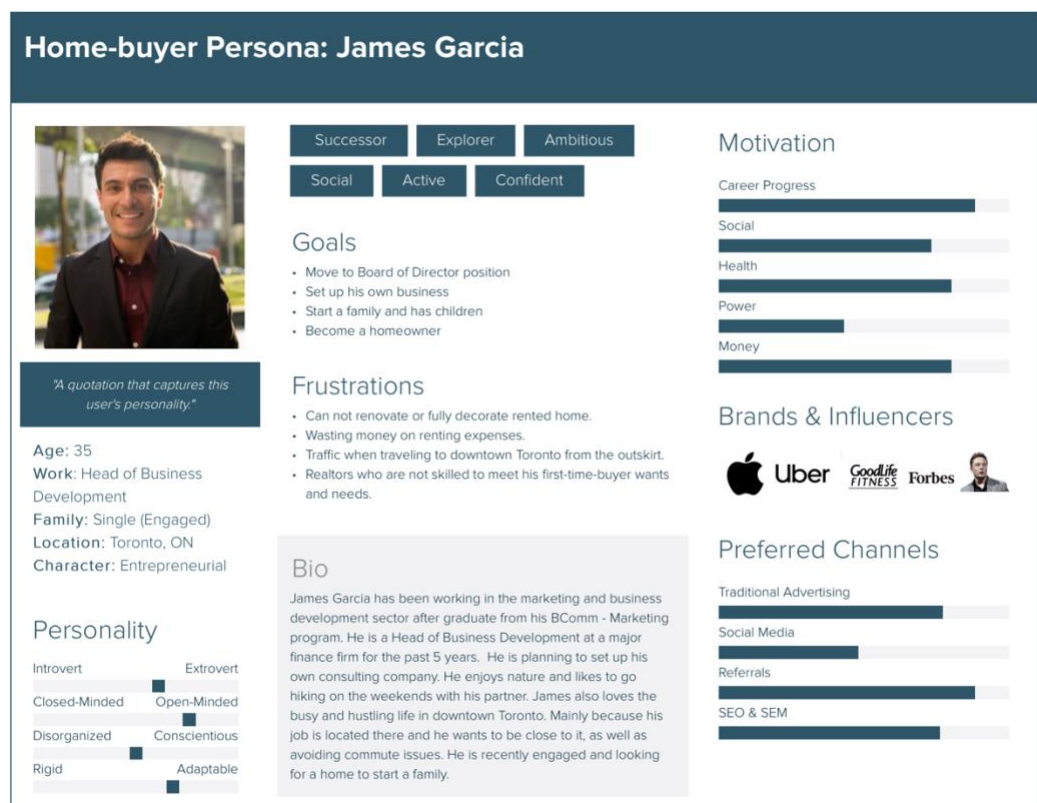 Home-buyer Persona: James Garcia
"A quotation that captures this
user's personality."
Age: 35
Work: Head of Business
Development
Family: Single (Engaged)
Location: Toronto, ON
Character: Entrepreneurial
Personality
Introvert Extrovert
Closed-Minded Open-Minded
Disorganized Conscientious
Rigid Adaptable
Successor Explorer Ambitious
Social Active Confident
Goals
• Move to Board of Director position
• Set up his own business
• Start a family and has children
• Become a homeowner
Frustrations
• Can not renovate or fully decorate rented home.
• Wasting money on renting expenses.
• Traffic when traveling to downtown Toronto from the outskirt.
• Realtors who are not skilled to meet his first-time-buyer wants
and needs.
Bio
James Garcia has been working in the marketing and business
development sector after graduate from his BComm - Marketing
program. He is a Head of Business Development at a major
finance firm for the past 5 years.  He is planning to set up his
own consulting company. He enjoys nature and likes to go
hiking on the weekends with his partner. James also loves the
busy and hustling life in downtown Toronto. Mainly because his
job is located there and he wants to be close to it, as well as
avoiding commute issues. He is recently engaged and looking
for a home to start a family.
Motivation
Career Progress
Social
Health
Power
Money
Brands & Influencers
Uber
GoodLife
FITNESS
Forbes
Preferred Channels
Traditional Advertising
Social Media
Referrals
SEO & SEM